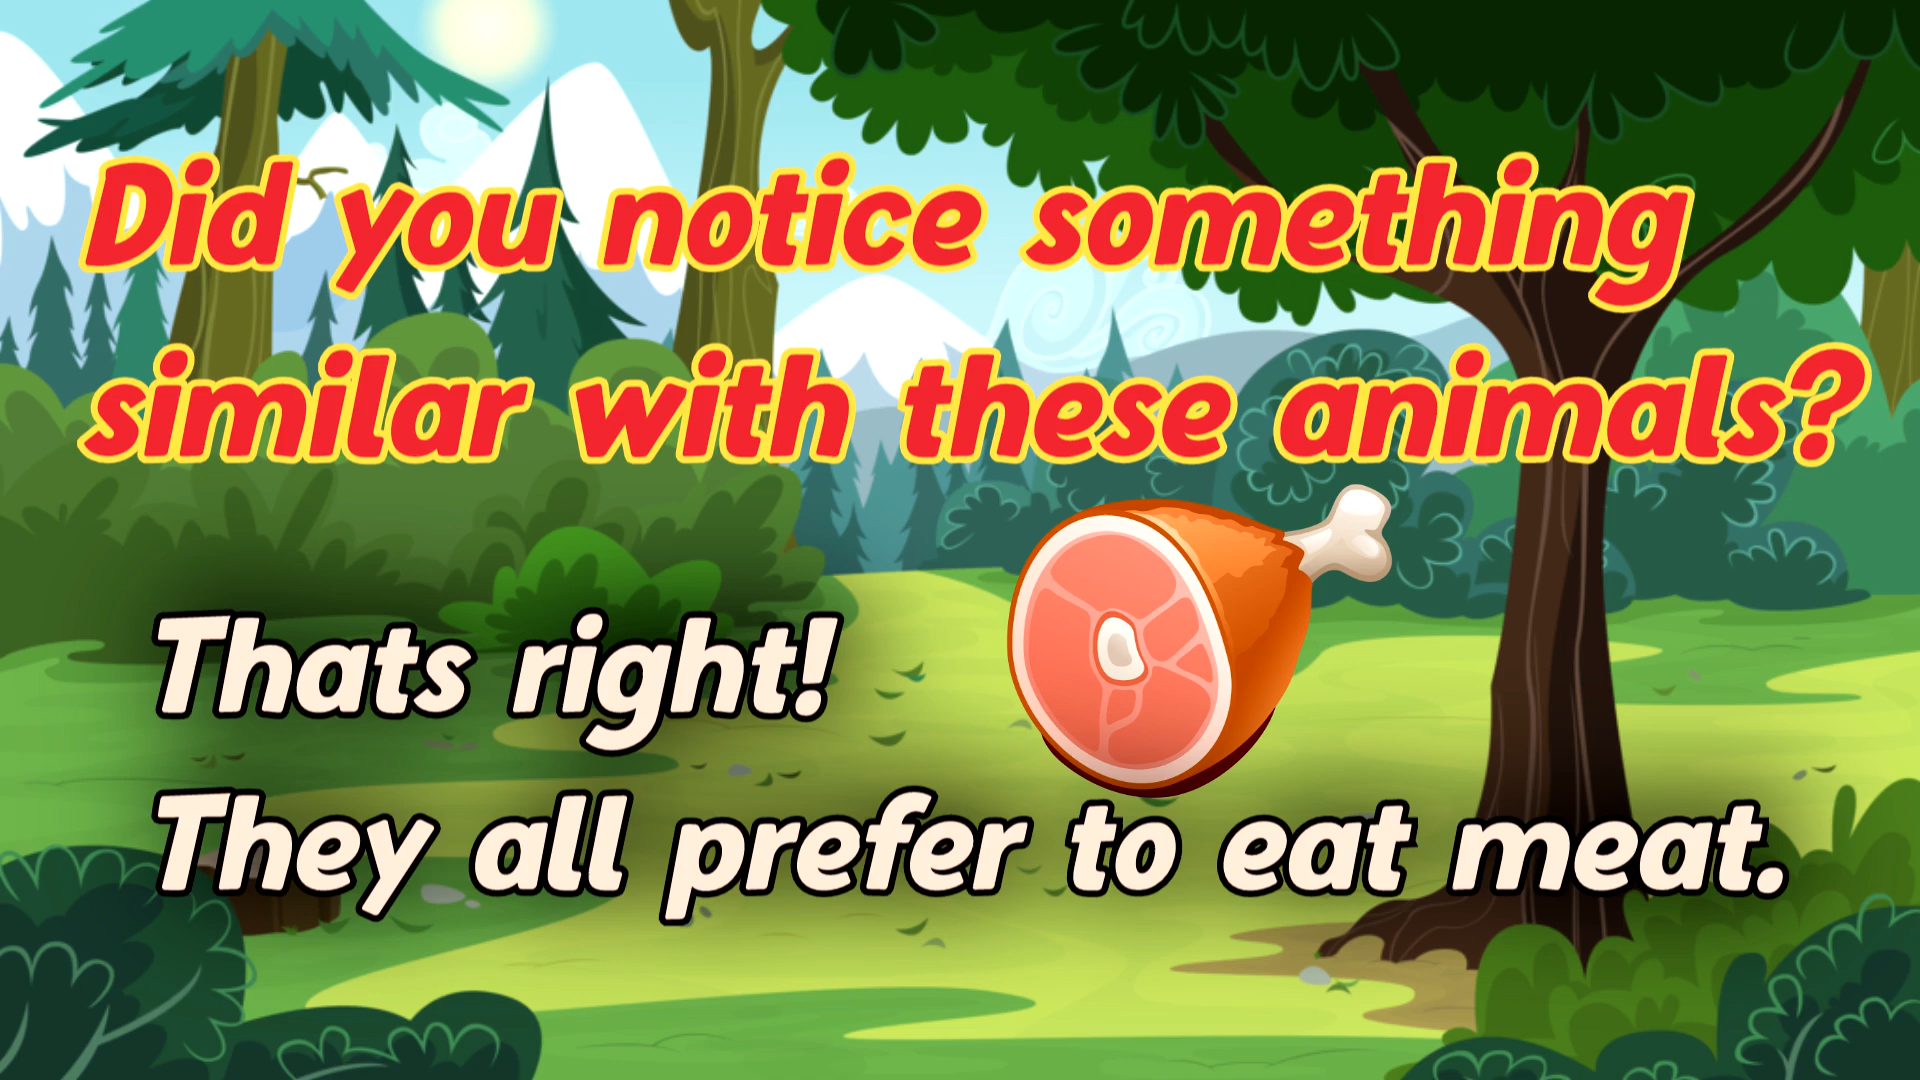 Did you notice something
similar with these animals?
Thats right!
They all prefer to eat meat.